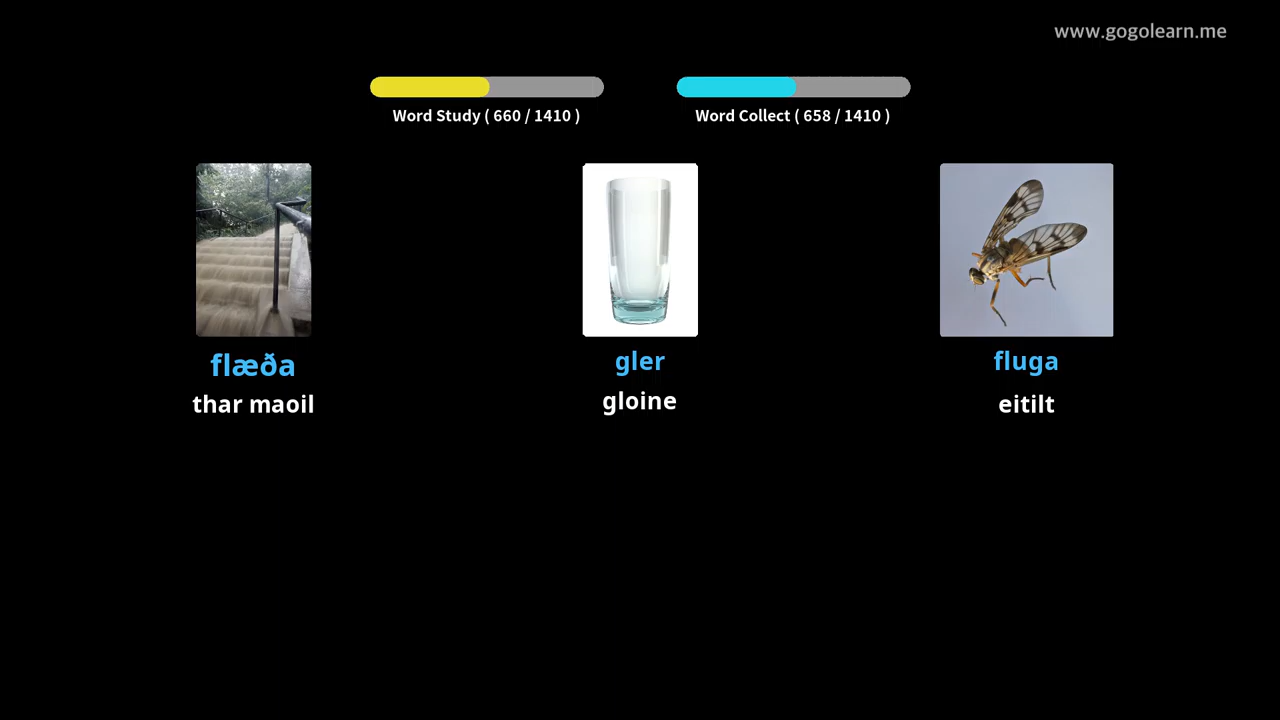 www.gogolearn.me
Word Study ( 660 / 1410 )
Word Collect ( 658 / 1410 )
flæða
gler
fluga
thar maoil
gloine
eitilt